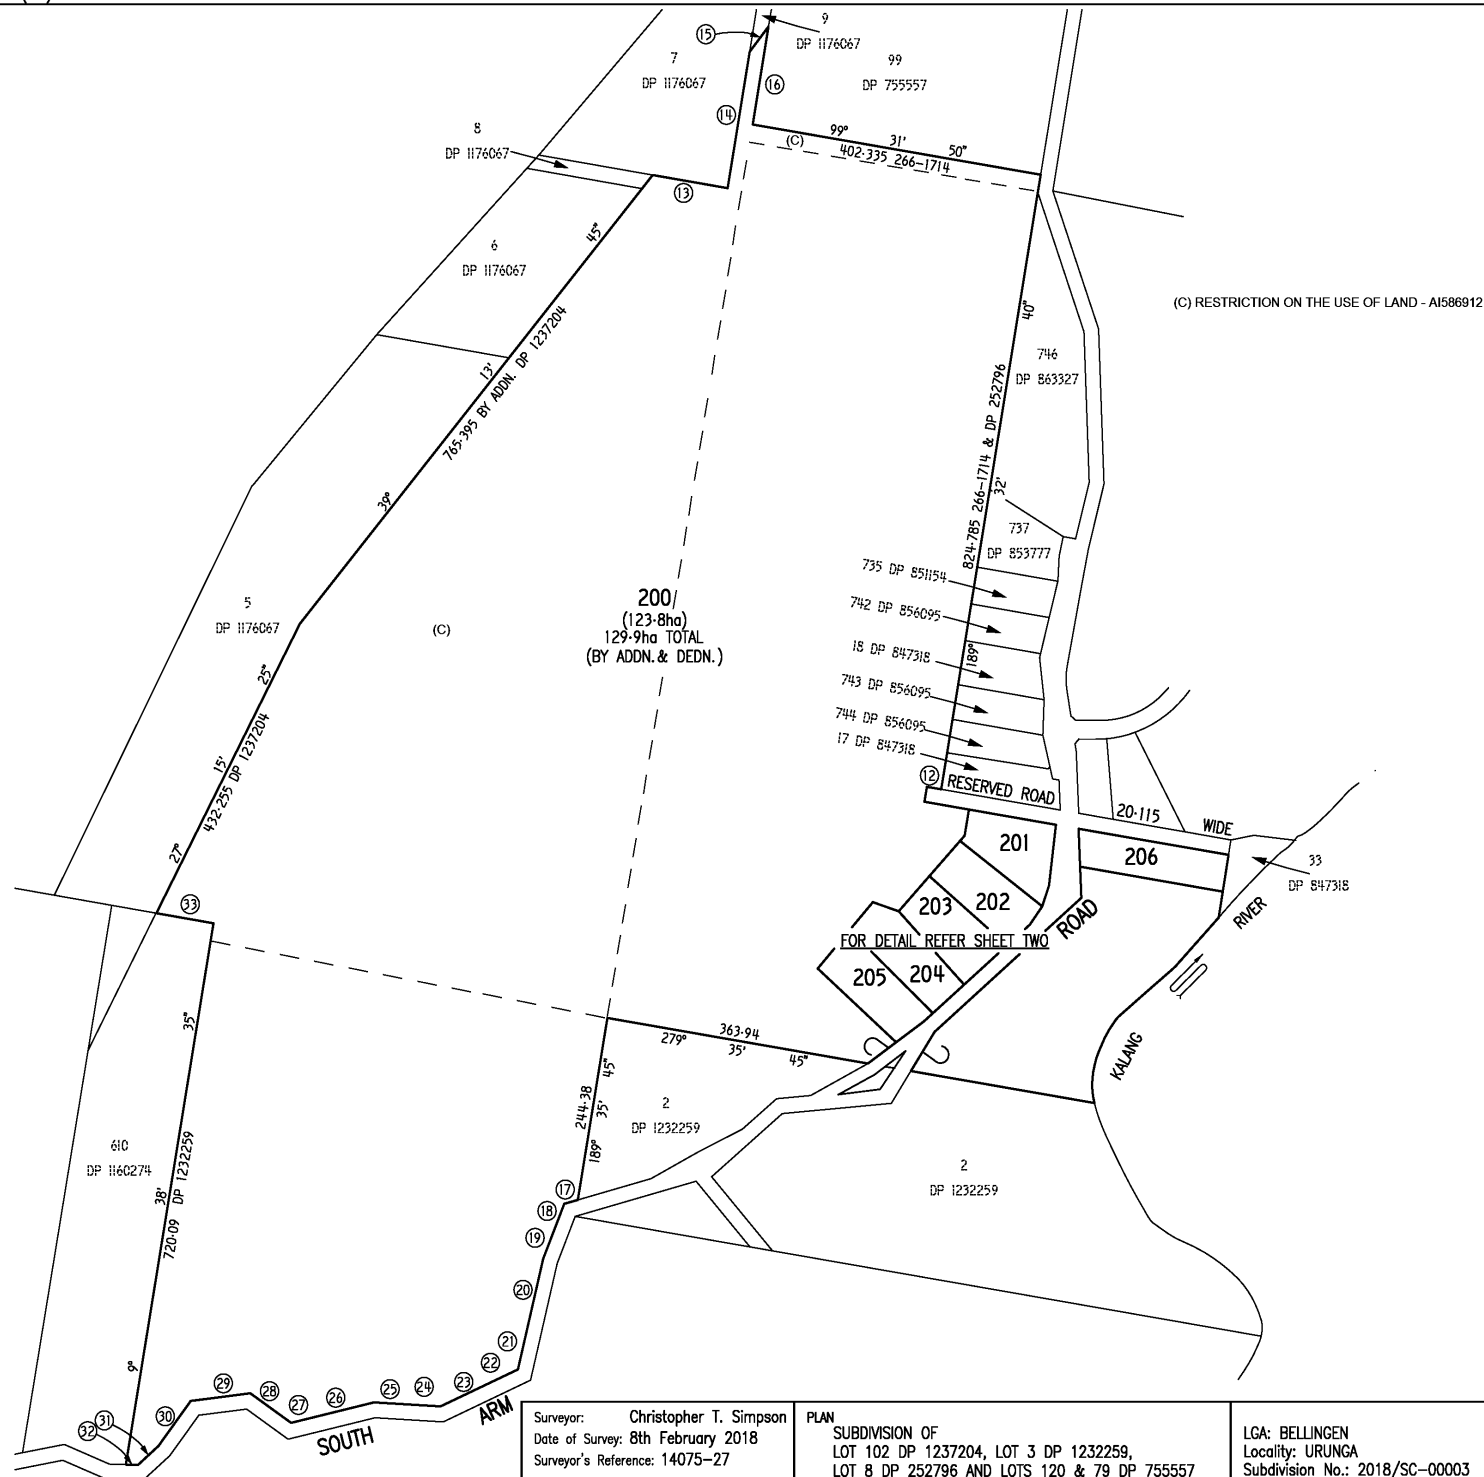 9
DP 1176067
15
7
DP 1176067
99
DP 755557
16
14
8
DP 1176067
99° 31' 50"
(C)
402·335 266-1714
13
45"
6
DP 1176067
(C) RESTRICTION ON THE USE OF LAND - AI586912
40"
746
DP 863327
13'
765·395 BY ADDN. DP 1237204
824·785 266-1714 & DP 252796
32'
39°
737
DP 853777
735 DP 851154
742 DP 856095
18 DP 847318
189°
743 DP 856095
744 DP 856095
17 DP 847318
5
DP 1176067
(C)
200
(123·8ha)
129·9ha TOTAL
(BY ADDN.& DEDN.)
25"
15'
432·255 DP 1237204
27°
12
RESERVED ROAD
20·115
WIDE
201
206
33
DP 847318
202
203
ROAD
RIVER
33
FOR DETAIL REFER SHEET TWO
204
205
35"
363·94
279° 35' 45"
KALANG
45"
244·38
35'
189°
2
DP 1232259
610
DP 1160274
38'
720·09 DP 1232259
9°
2
DP 1232259
17
18
19
20
21
22
23
24
25
26
27
28
29
30
31
32
SOUTH
ARM
Surveyor: Christopher T. Simpson
Date of Survey: 8th February 2018
Surveyor's Reference: 14075-27
PLAN
SUBDIVISION OF
LOT 102 DP 1237204, LOT 3 DP 1232259,
LOT 8 DP 252796 AND LOTS 120 & 79 DP 755557
LGA: BELLINGEN
Locality: URUNGA
Subdivision No.: 2018/SC-00003